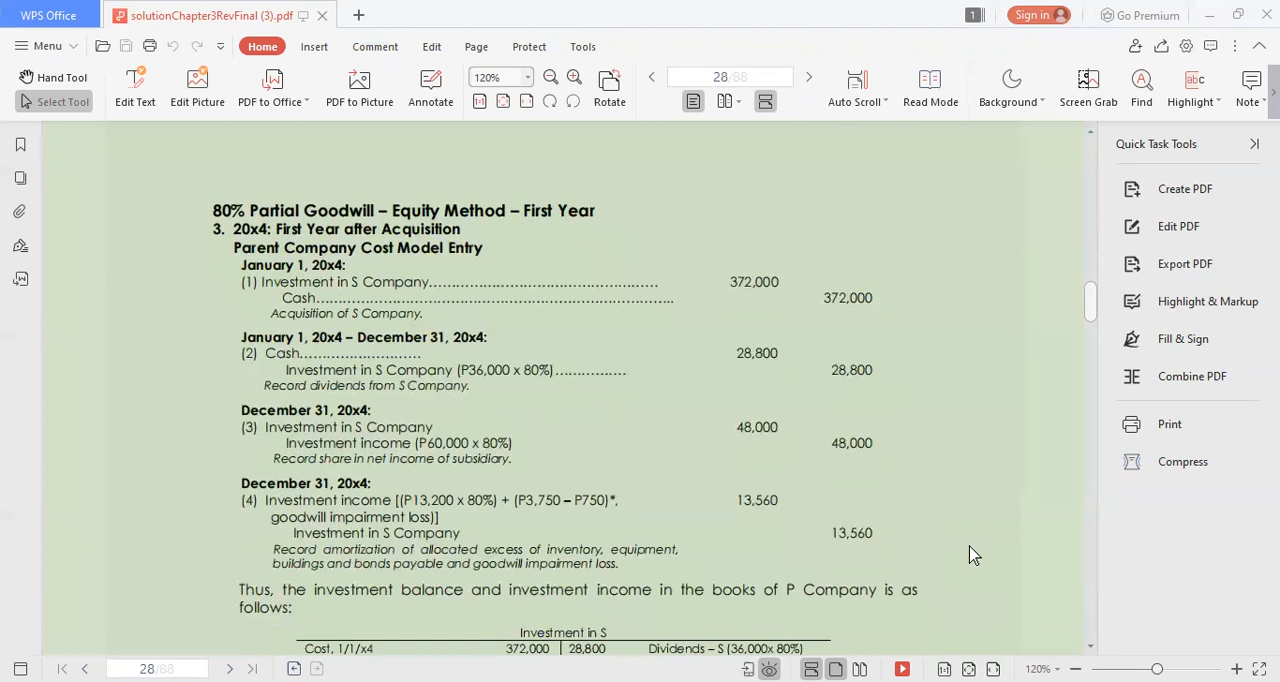 WPS Office
solutionChapter3RevFinal (3).pdf
1
Sign in
Go Premium
Menu
Home
Insert
Comment
Edit
Page
Protect
Tools
Hand Tool
Select Tool
Edit Text
Edit Picture
PDF to Office
PDF to Picture
Annotate
120%
Rotate
28/88
Auto Scroll
Read Mode
Background
Screen Grab
Find
Highlight
Note
Quick Task Tools
Create PDF
Edit PDF
Export PDF
Highlight & Markup
Fill & Sign
Combine PDF
Print
Compress
80% Partial Goodwill – Equity Method – First Year
3. 20x4: First Year after Acquisition
Parent Company Cost Model Entry
January 1, 20x4:
(1) Investment in S Company…………………………………… 372,000
Cash……………………………………………………………….. 372,000
Acquisition of S Company.
January 1, 20x4 – December 31, 20x4:
(2) Cash…………………… 28,800
Investment in S Company (P36,000 x 80%)…………… 28,800
Record dividends from S Company.
December 31, 20x4:
(3) Investment in S Company 48,000
Investment income (P60,000 x 80%) 48,000
Record share in net income of subsidiary.
December 31, 20x4:
(4) Investment income [(P13,200 x 80%) + (P3,750 – P750)*, 13,560
goodwill impairment loss)]
Investment in S Company 13,560
Record amortization of allocated excess of inventory, equipment,
buildings and bonds payable and goodwill impairment loss.
Thus, the investment balance and investment income in the books of P Company is as
follows:
Investment in S
Cost, 1/1/x4 372,000 28,800 Dividends – S (36,000x 80%)
28/88
120%